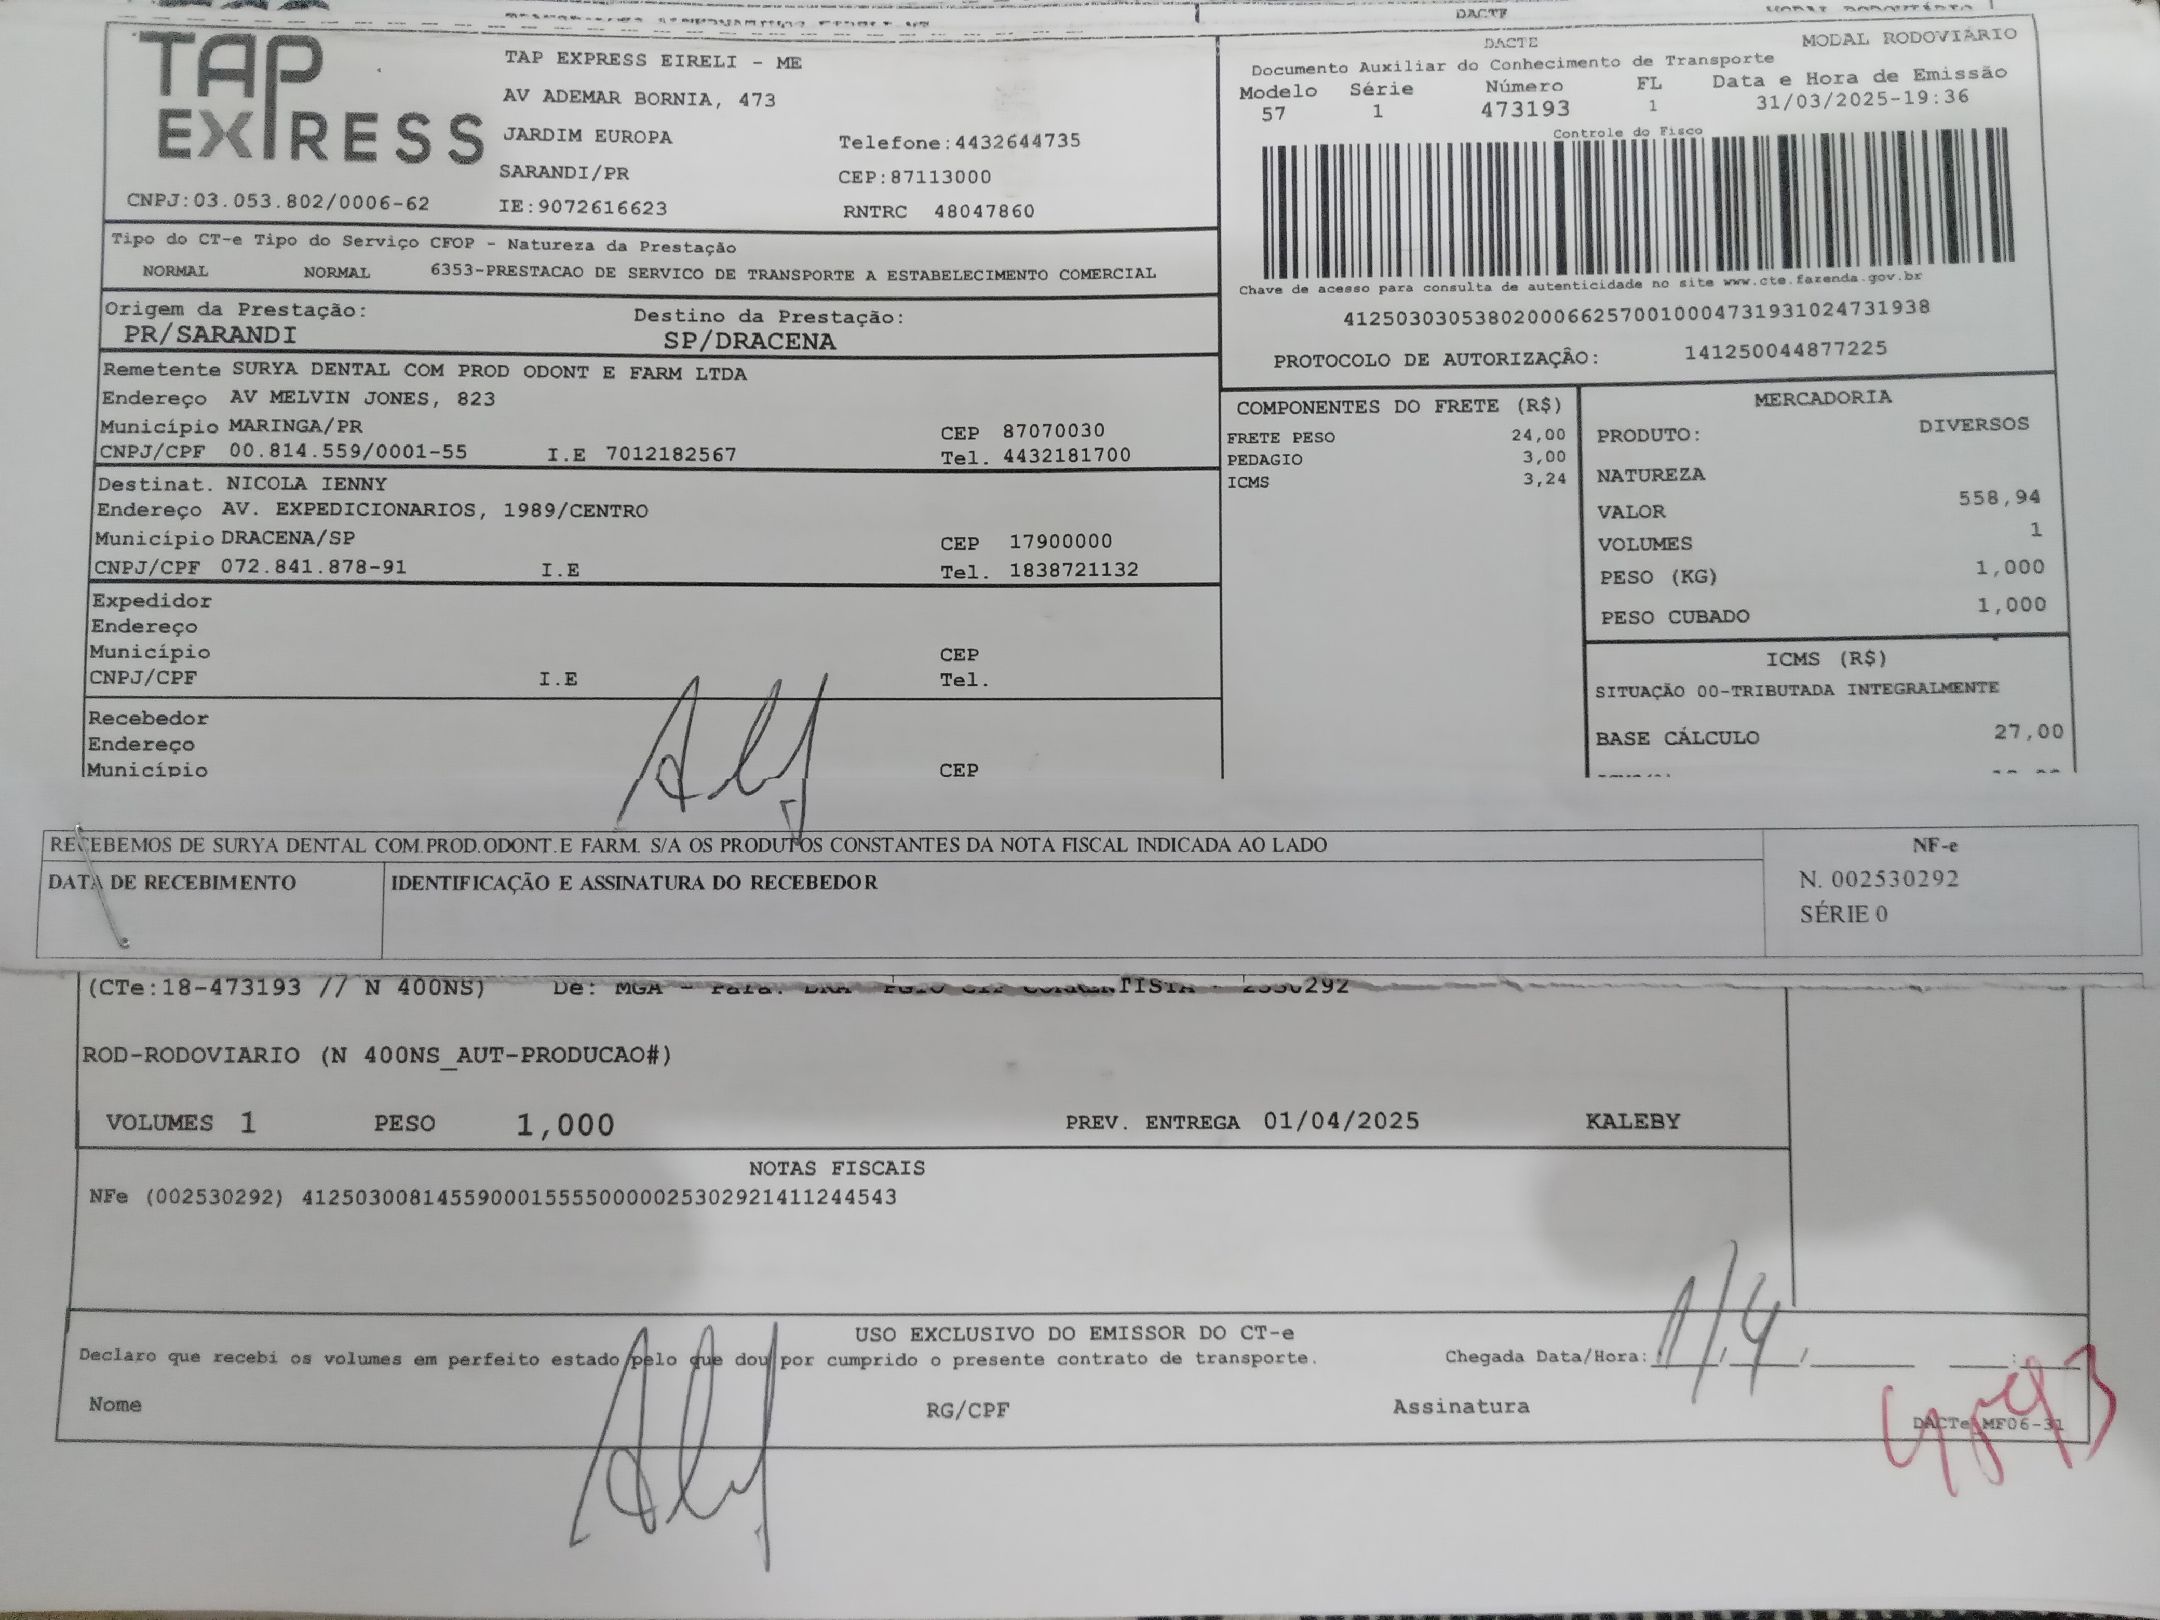 DACTE
TAP EXPRESS
TAP EXPRESS EIRELI - ME
AV ADEMAR BORNIA, 473
JARDIM EUROPA Telefone:4432644735
SARANDI/PR CEP:87113000
CNPJ:03.053.802/0006-62 IE:9072616623 RNTRC 48047860
DACTE MODAL RODOVIÁRIO
Documento Auxiliar do Conhecimento de Transporte
Modelo Série Número FL Data e Hora de Emissão
57 1 473193 1 31/03/2025-19:36
Controle do Fisco
Chave de acesso para consulta de autenticidade no site www.cte.fazenda.gov.br
41250303053802000662570010004731931024731938
PROTOCOLO DE AUTORIZAÇÃO: 141250044877225
Tipo do CT-e Tipo do Serviço CFOP - Natureza da Prestação
NORMAL NORMAL 6353-PRESTACAO DE SERVICO DE TRANSPORTE A ESTABELECIMENTO COMERCIAL
Origem da Prestação: Destino da Prestação:
PR/SARANDI SP/DRACENA
Remetente SURYA DENTAL COM PROD ODONT E FARM LTDA
Endereço AV MELVIN JONES, 823
Município MARINGA/PR CEP 87070030
CNPJ/CPF 00.814.559/0001-55 I.E 7012182567 Tel. 4432181700
Destinat. NICOLA IENNY
Endereço AV. EXPEDICIONARIOS, 1989/CENTRO
Município DRACENA/SP CEP 17900000
CNPJ/CPF 072.841.878-91 I.E Tel. 1838721132
Expedidor
Endereço
Município CEP
CNPJ/CPF I.E Tel.
Recebedor
Endereço
Município CEP
COMPONENTES DO FRETE (R$)
FRETE PESO 24,00
PEDAGIO 3,00
ICMS 3,24
MERCADORIA
PRODUTO: DIVERSOS
NATUREZA
VALOR 558,94
VOLUMES 1
PESO (KG) 1,000
PESO CUBADO 1,000
ICMS (R$)
SITUAÇÃO 00-TRIBUTADA INTEGRALMENTE
BASE CÁLCULO 27,00
RECEBEMOS DE SURYA DENTAL COM.PROD.ODONT.E FARM. S/A OS PRODUTOS CONSTANTES DA NOTA FISCAL INDICADA AO LADO
DATA DE RECEBIMENTO IDENTIFICAÇÃO E ASSINATURA DO RECEBEDOR
NF-e
N. 002530292
SÉRIE 0
(CTe:18-473193 // N 400NS) De: MGA - Para:
ROD-RODOVIARIO (N 400NS_AUT-PRODUCAO#)
VOLUMES 1 PESO 1,000 PREV. ENTREGA 01/04/2025 KALEBY
NOTAS FISCAIS
NFe (002530292) 41250300814559000155550000025302921411244543
USO EXCLUSIVO DO EMISSOR DO CT-e
Declaro que recebi os volumes em perfeito estado pelo que dou por cumprido o presente contrato de transporte. Chegada Data/Hora: 1/4
Nome RG/CPF Assinatura
DACTe MF06-31